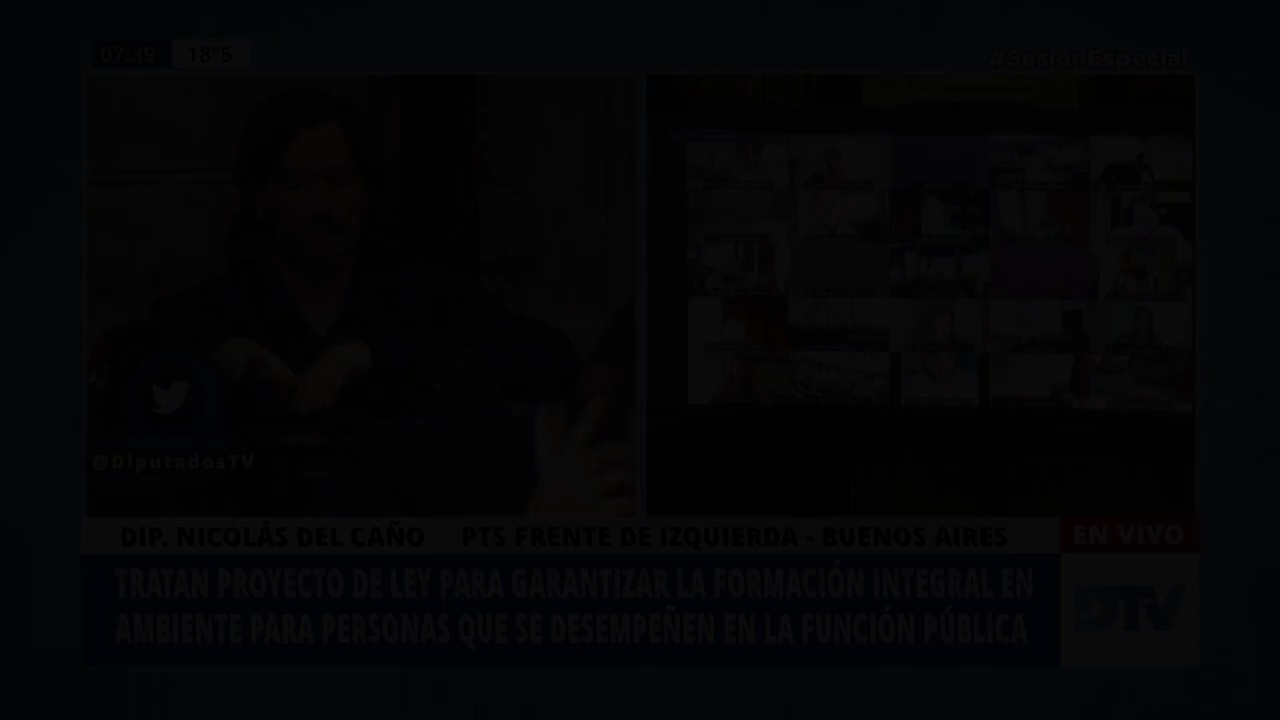 07:39 18°5
#SesiónEspecial
@DiputadosTV
DIP. NICOLÁS DEL CAÑO PTS FRENTE DE IZQUIERDA - BUENOS AIRES
EN VIVO
TRATAN PROYECTO DE LEY PARA GARANTIZAR LA FORMACIÓN INTEGRAL EN
AMBIENTE PARA PERSONAS QUE SE DESEMPEÑEN EN LA FUNCIÓN PÚBLICA
DTV